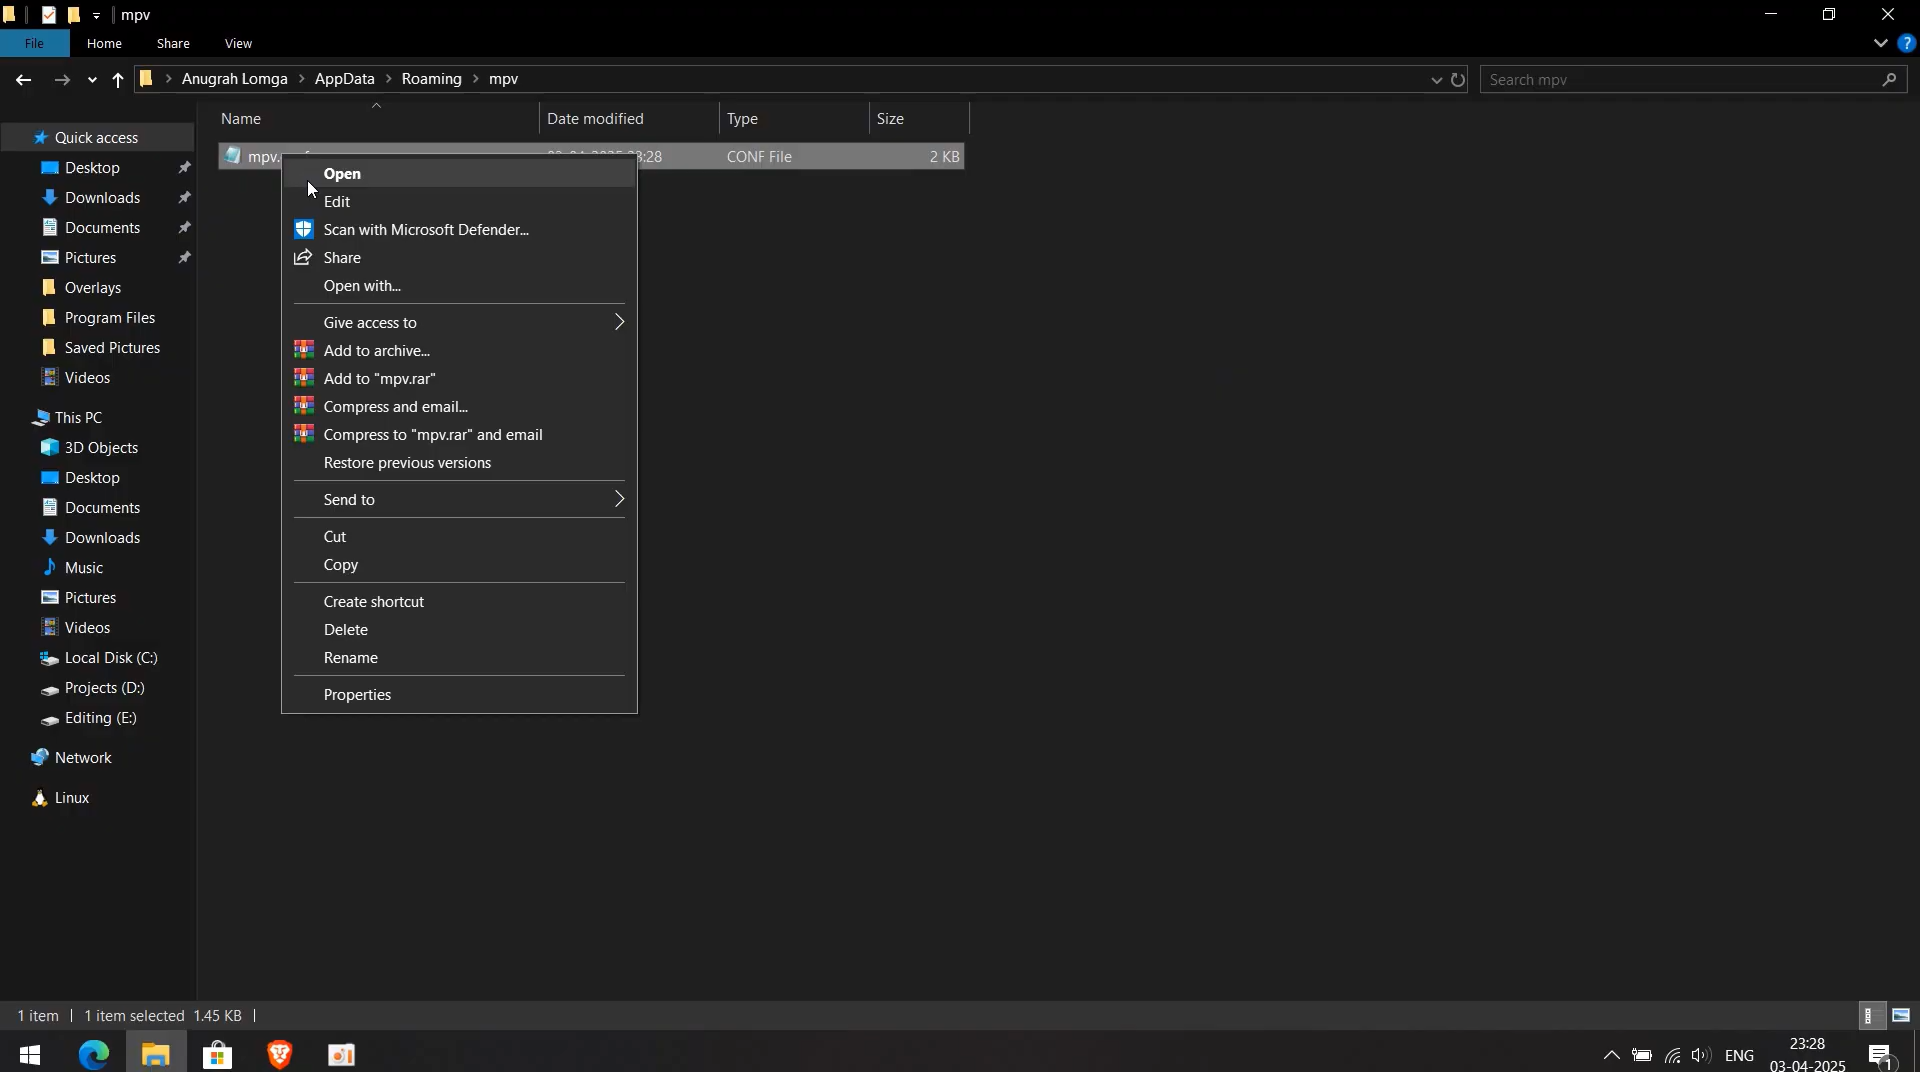 mpv
File Home Share View
Anugrah Lomga AppData Roaming mpv Search mpv
Name Date modified Type Size
CONF File 2 KB
Quick access
Desktop
Downloads
Documents
Pictures
Overlays
Program Files
Saved Pictures
Videos
This PC
3D Objects
Desktop
Documents
Downloads
Music
Pictures
Videos
Local Disk (C:)
Projects (D:)
Editing (E:)
Network
Linux
Open
Edit
Scan with Microsoft Defender...
Share
Open with...
Give access to
Add to archive...
Add to "mpv.rar"
Compress and email...
Compress to "mpv.rar" and email
Restore previous versions
Send to
Cut
Copy
Create shortcut
Delete
Rename
Properties
1 item 1 item selected 1.45 KB
ENG
23:28
03-04-2025
1